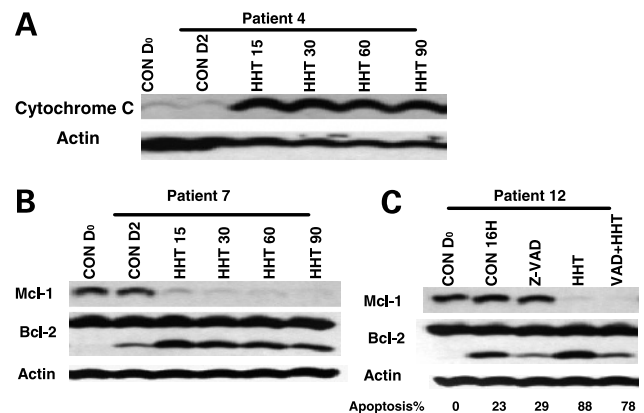 A
Patient 4
CON D₀ CON D2 HHT 15 HHT 30 HHT 60 HHT 90
Cytochrome C
Actin
B
Patient 7
CON D₀ CON D2 HHT 15 HHT 30 HHT 60 HHT 90
Mcl-1
Bcl-2
Actin
C
Patient 12
CON D₀ CON 16H Z-VAD HHT VAD+HHT
Mcl-1
Bcl-2
Actin
Apoptosis% 0 23 29 88 78